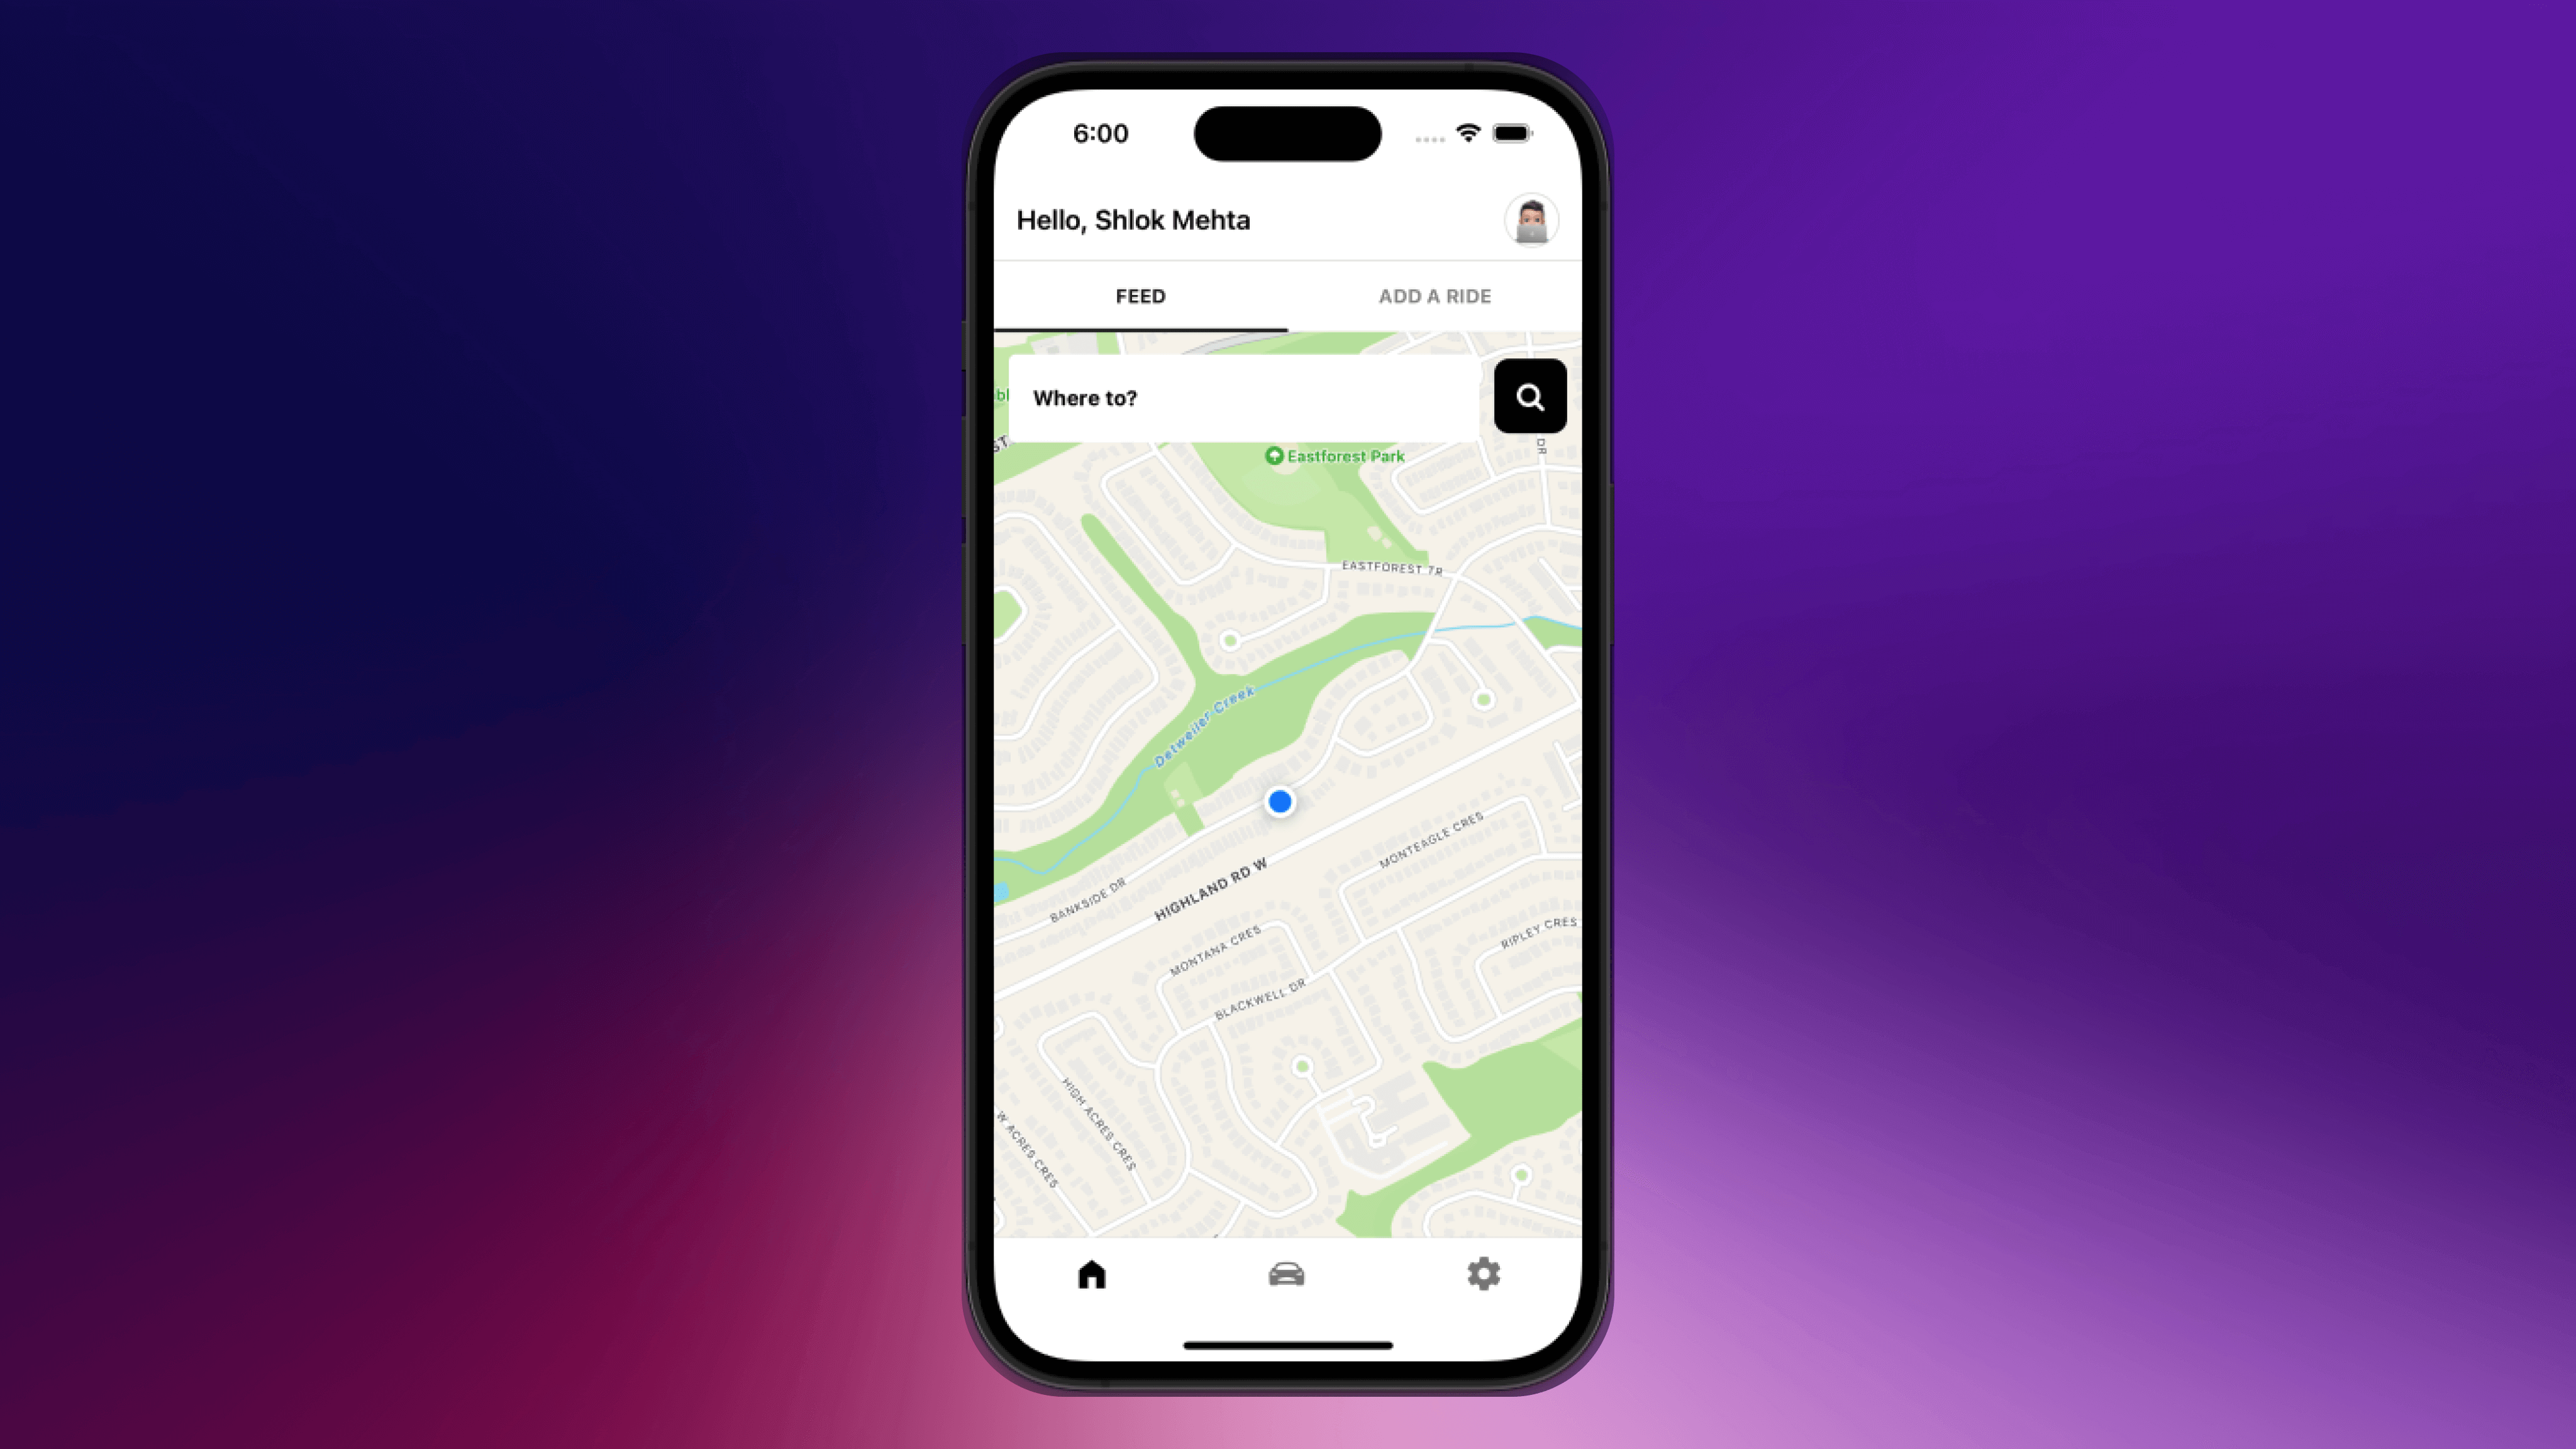 6:00
Hello, Shlok Mehta
FEED
ADD A RIDE
Where to?
DR
Eastforest Park
EASTFOREST
Detweiler Creek
MONTEAGLE CRES
HIGHLAND RD W
BANKSIDE DR
RIPLEY CRES
MONTANA CRES
BLACKWELL DR
HIGH ACRES CRES
W ACRES CRES